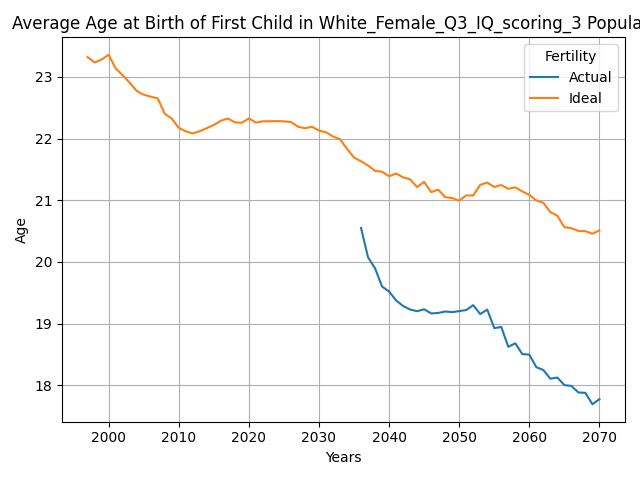 Average Age at Birth of First Child in White_Female_Q3_IQ_scoring_3 Popula
Fertility
Actual
Ideal
Age
23
22
21
20
19
18
2000 2010 2020 2030 2040 2050 2060 2070
Years